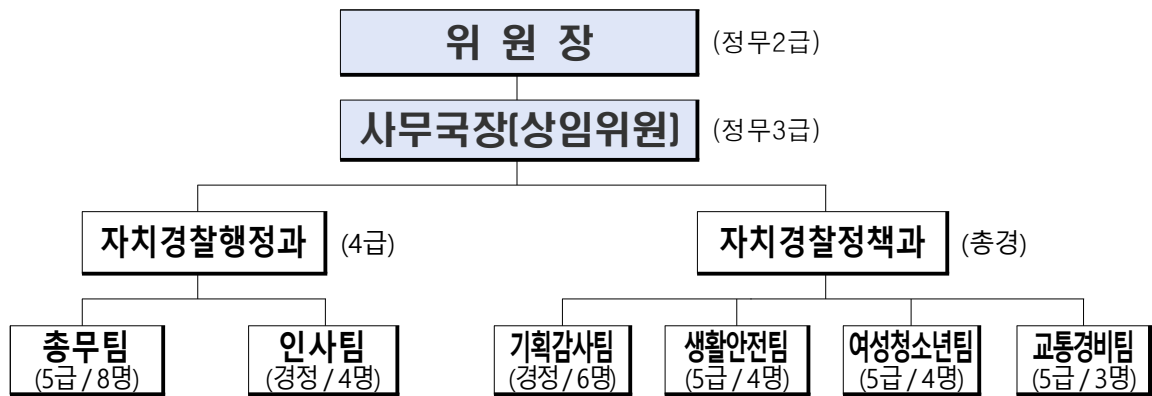 위 원 장 (정무2급)
사무국장(상임위원) (정무3급)
자치경찰행정과 (4급) 자치경찰정책과 (총경)
총무팀 인사팀 기획감사팀 생활안전팀 여성청소년팀 교통경비팀
(5급 / 8명) (경정 / 4명) (경정 / 6명) (5급 / 4명) (5급 / 4명) (5급 / 3명)